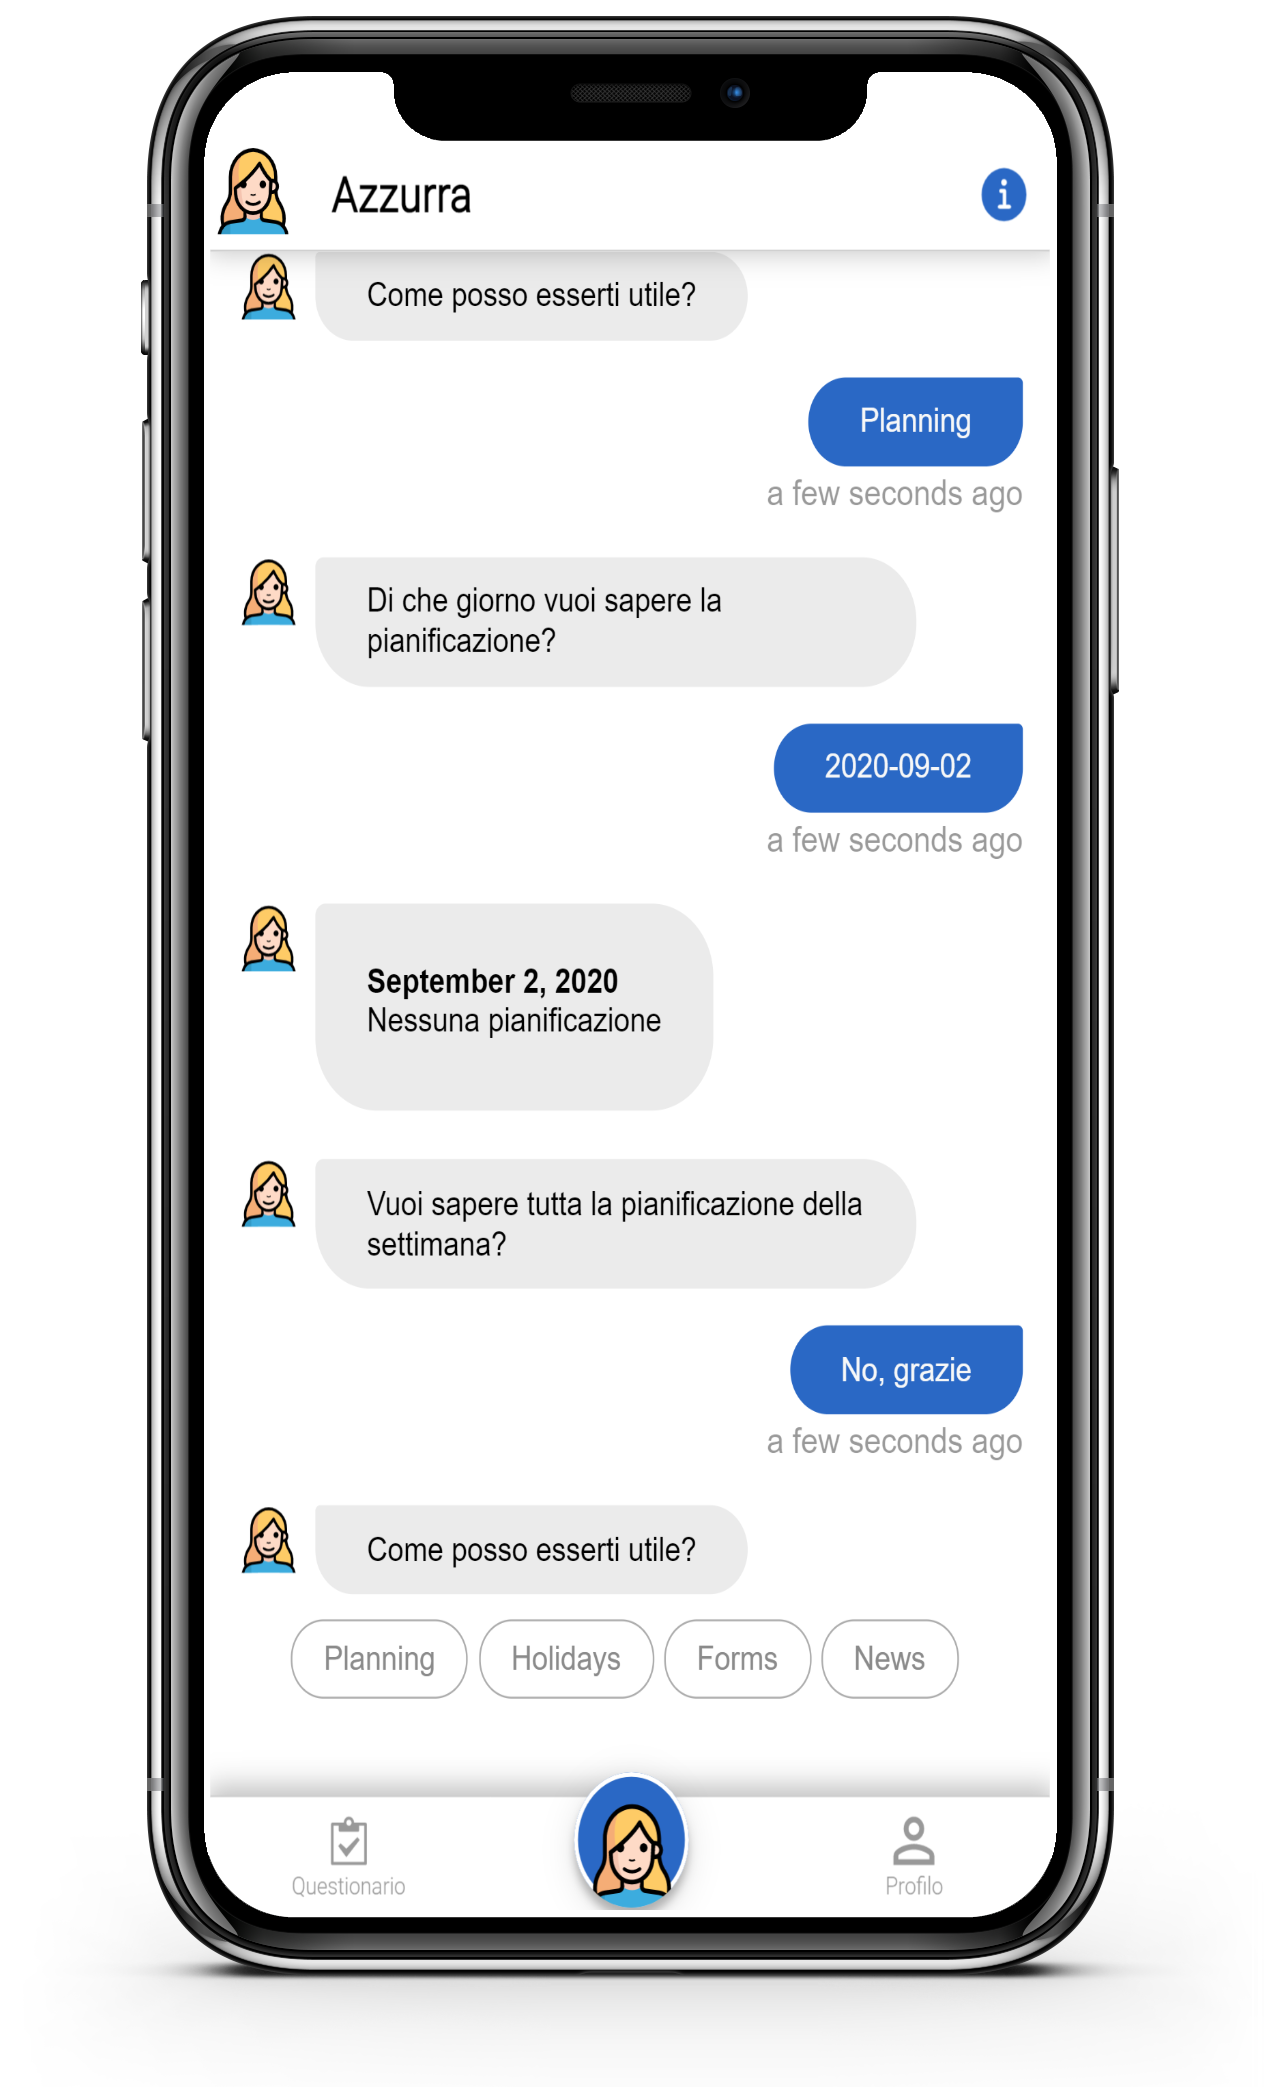 Azzurra
Come posso esserti utile?
Planning
a few seconds ago
Di che giorno vuoi sapere la
pianificazione?
2020-09-02
a few seconds ago
September 2, 2020
Nessuna pianificazione
Vuoi sapere tutta la pianificazione della
settimana?
No, grazie
a few seconds ago
Come posso esserti utile?
Planning
Holidays
Forms
News
Questionario
Profilo